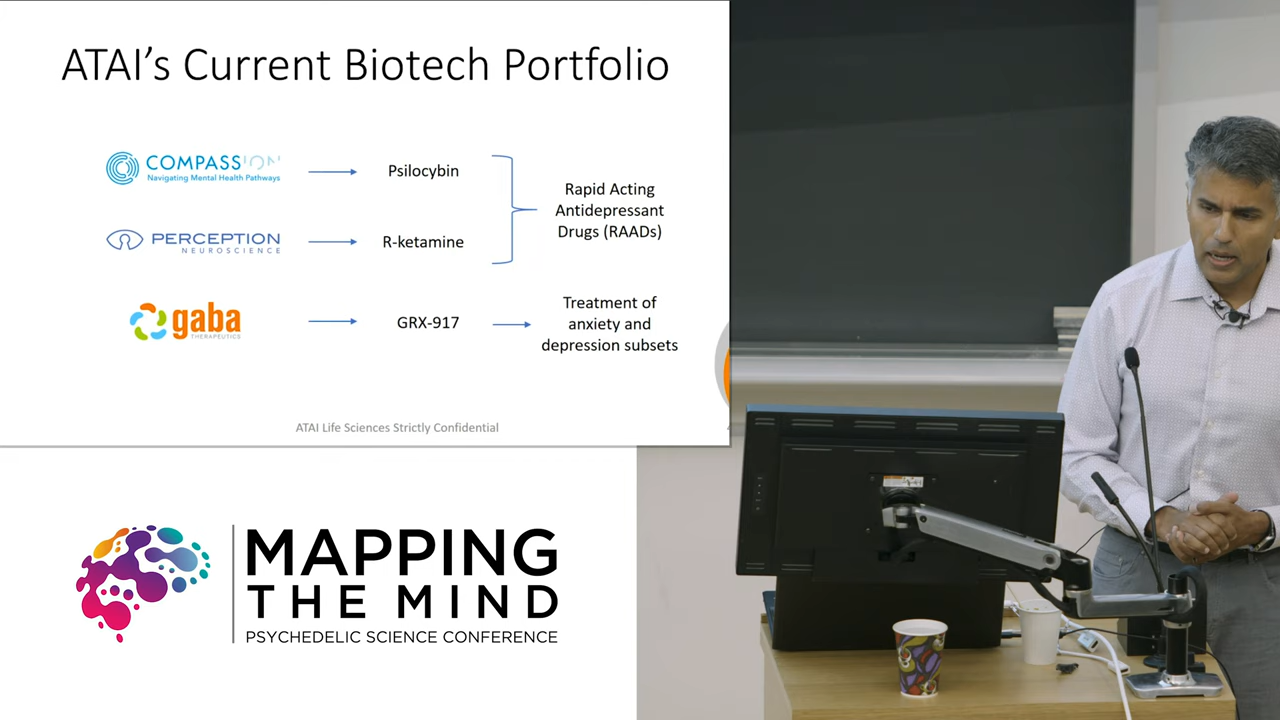 ATAI's Current Biotech Portfolio
COMPASSION
Navigating Mental Health Pathways
Psilocybin
PERCEPTION
NEUROSCIENCE
R-ketamine
Rapid Acting
Antidepressant
Drugs (RAADs)
gaba
THERAPEUTICS
GRX-917
Treatment of
anxiety and
depression subsets
ATAI Life Sciences Strictly Confidential
MAPPING
THE MIND
PSYCHEDELIC SCIENCE CONFERENCE